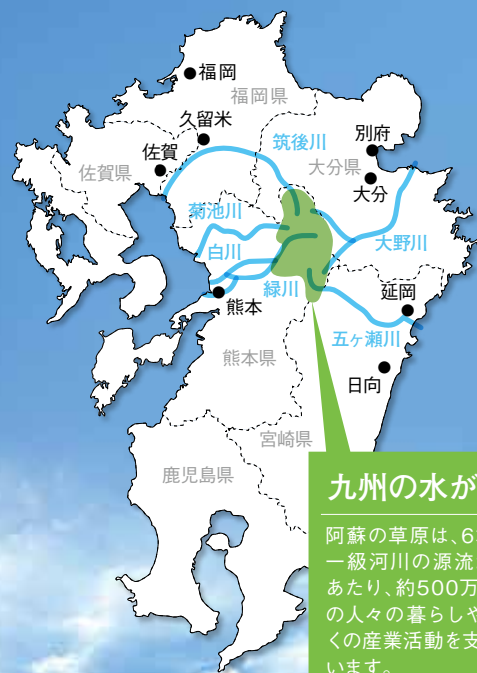 福岡
福岡県
久留米
筑後川
別府
佐賀
佐賀県
大分県
大分
菊池川
白川
大野川
緑川
延岡
熊本
五ヶ瀬川
熊本県
日向
宮崎県
鹿児島県
九州の水が
阿蘇の草原は、6
一級河川の源流
あたり、約500万
の人々の暮らしや
くの産業活動を支
います。